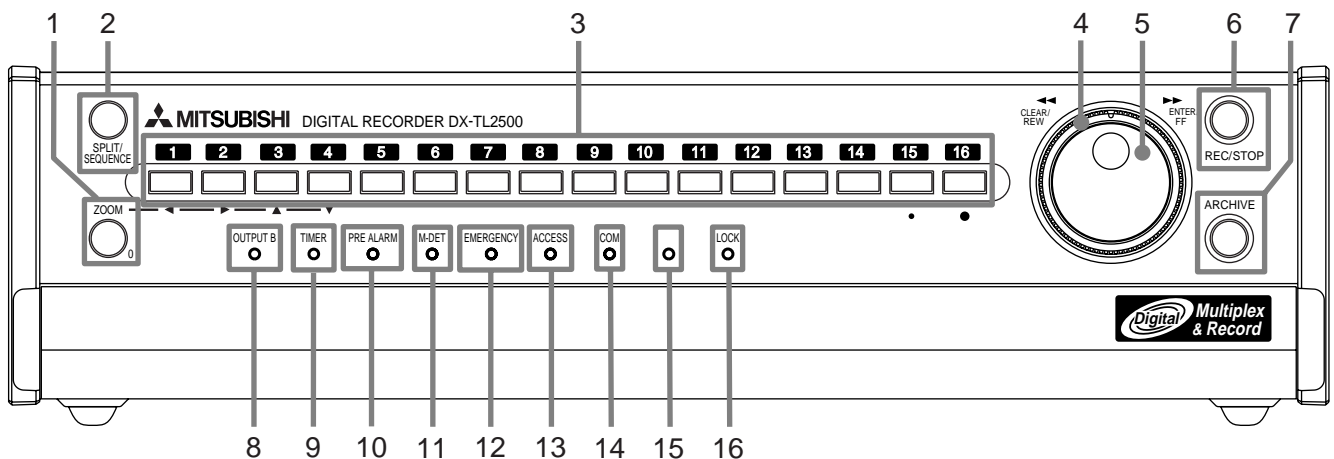 1 2 3 4 5 6 7
SPLIT/
SEQUENCE
MITSUBISHI DIGITAL RECORDER DX-TL2500
1 2 3 4 5 6 7 8 9 10 11 12 13 14 15 16
CLEAR/
REW
ENTER
FF
REC/STOP
ZOOM
0
ARCHIVE
OUTPUT B TIMER PRE ALARM M-DET EMERGENCY ACCESS COM LOCK
Digital Multiplex
& Record
8 9 10 11 12 13 14 15 16